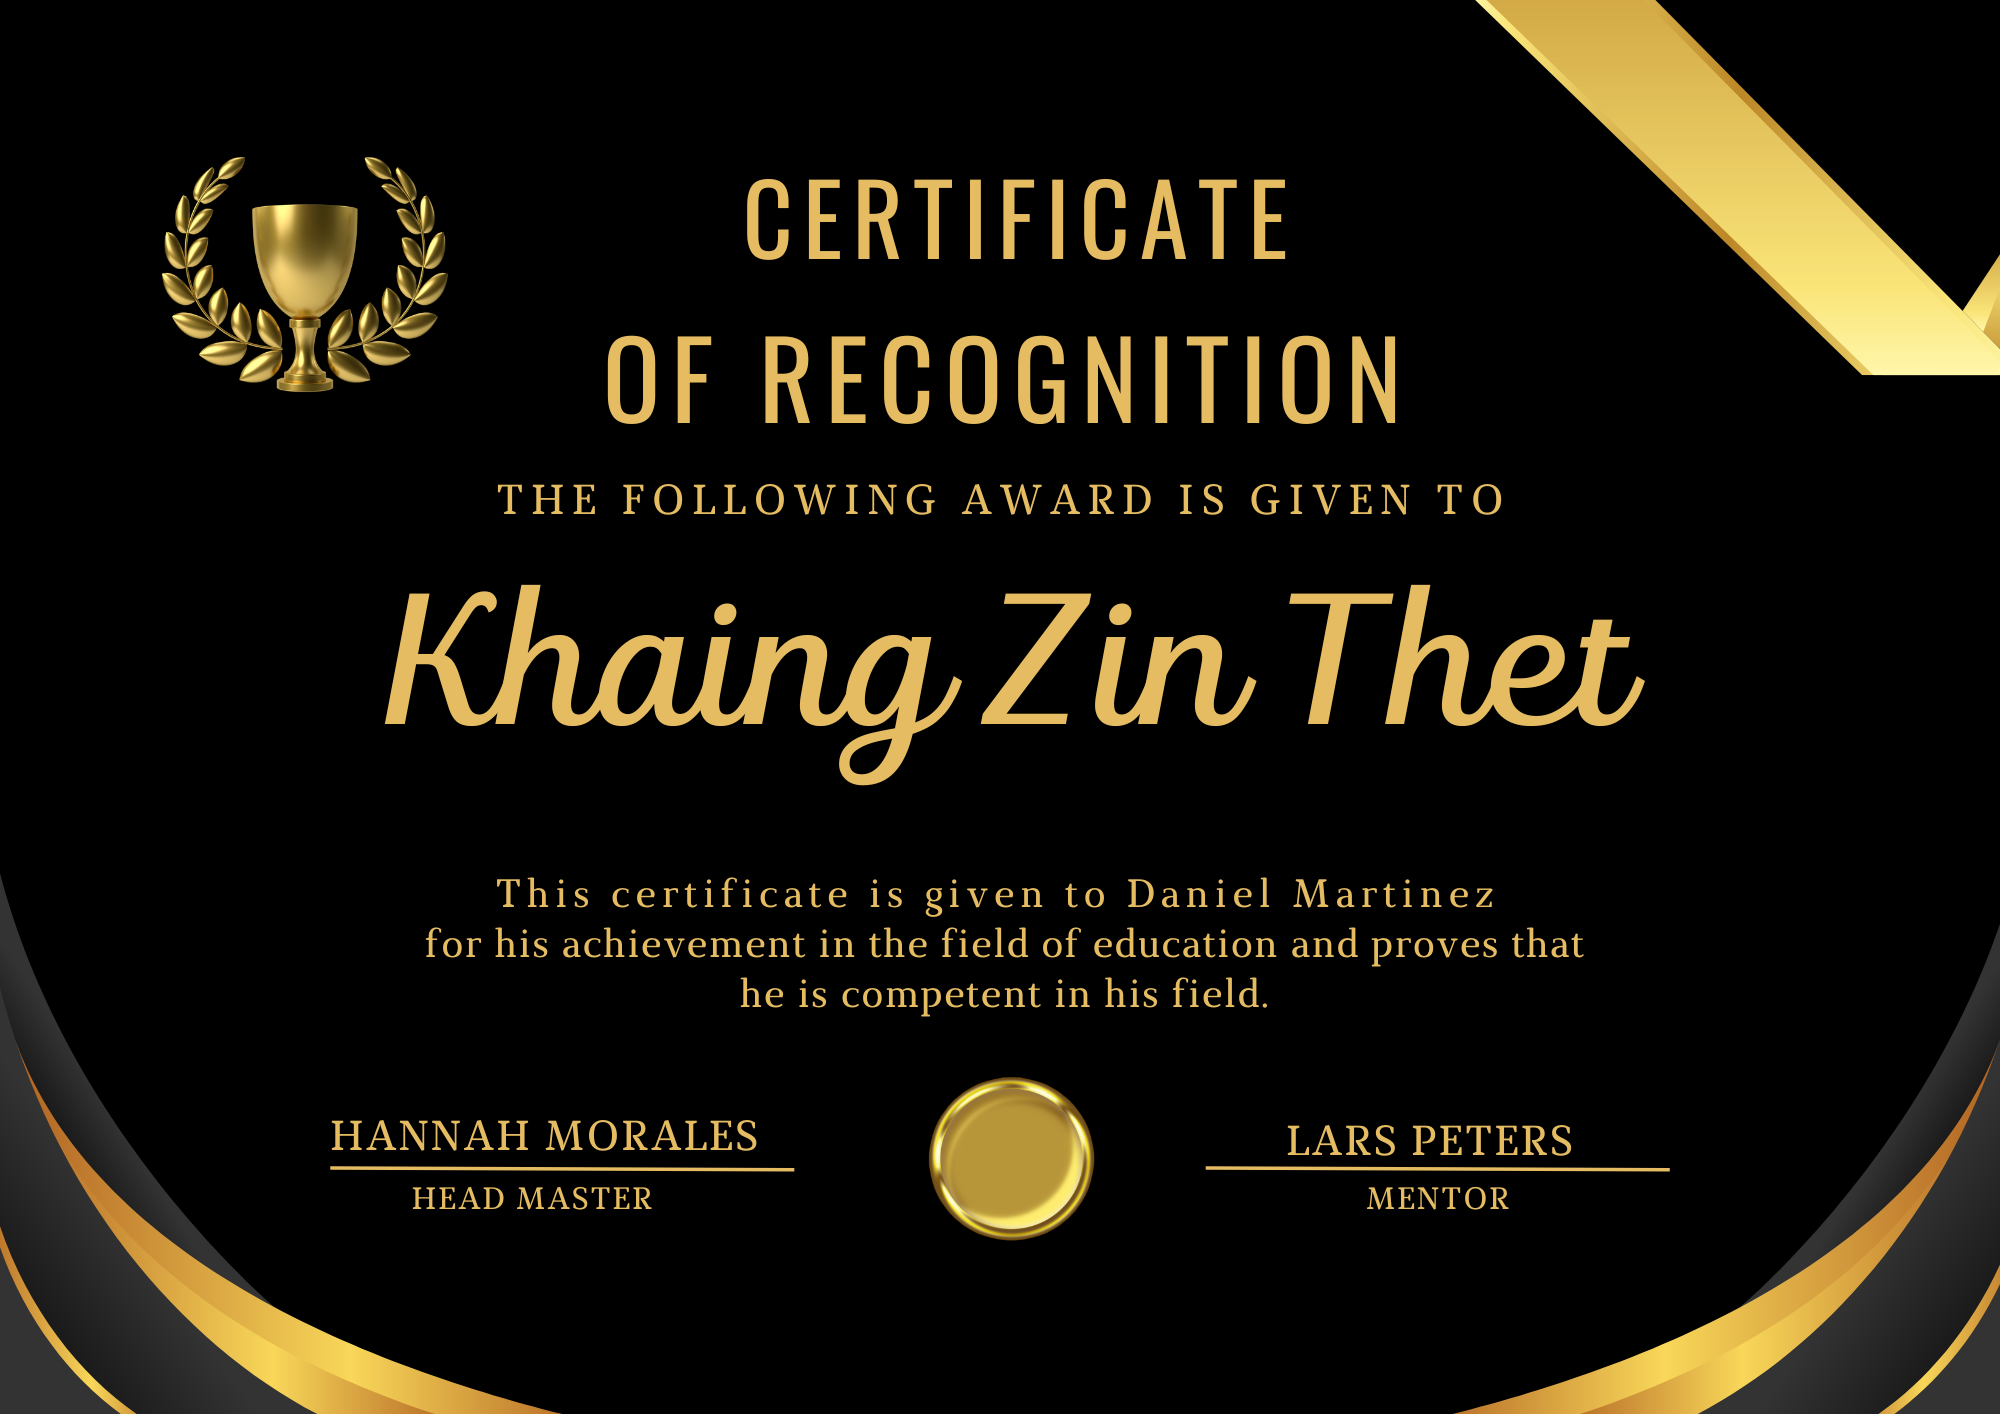 CERTIFICATE
OF RECOGNITION
THE FOLLOWING AWARD IS GIVEN TO
Khaing Zin Thet
This certificate is given to Daniel Martinez
for his achievement in the field of education and proves that
he is competent in his field.
HANNAH MORALES
HEAD MASTER
LARS PETERS
MENTOR